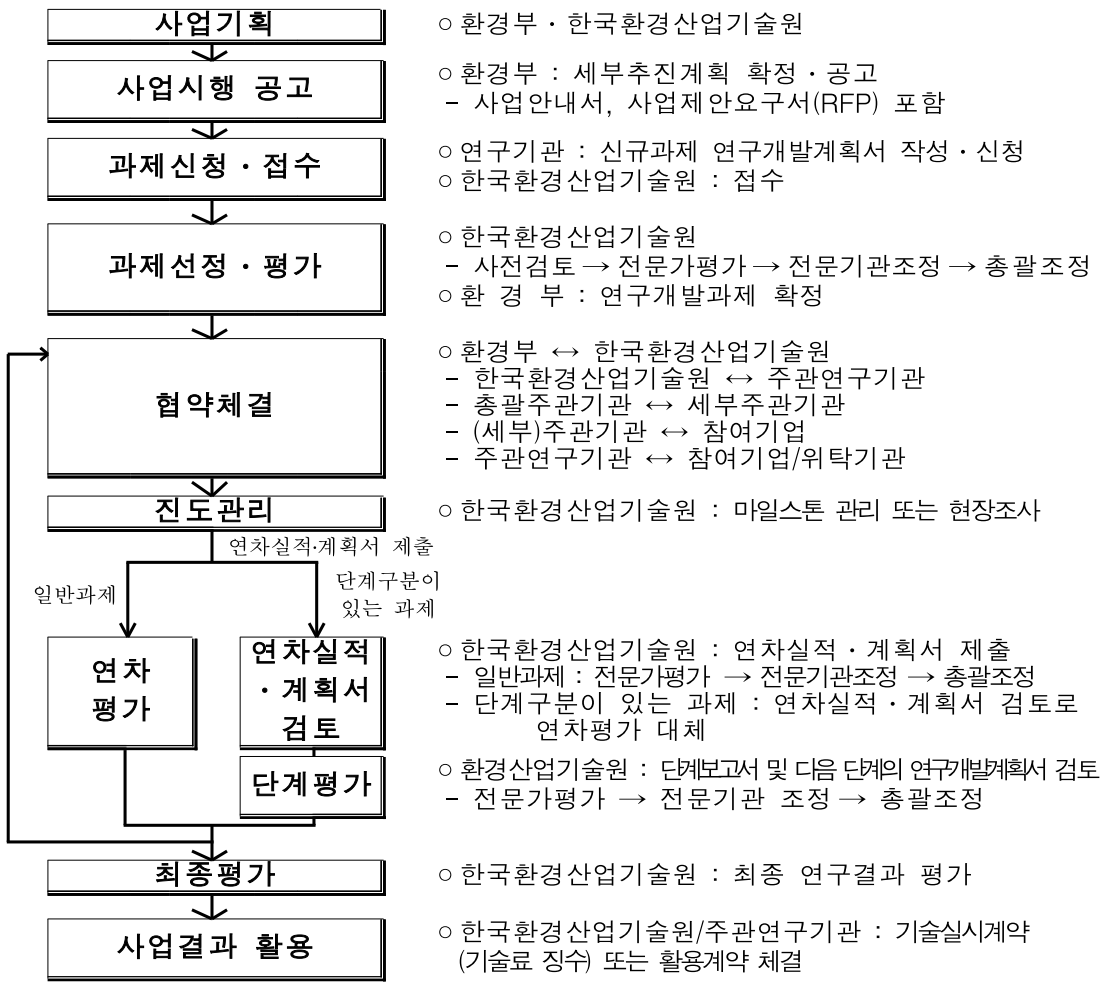 사업기획
○ 환경부 · 한국환경산업기술원
사업시행 공고
○ 환경부 : 세부추진계획 확정 · 공고
- 사업안내서, 사업제안요구서(RFP) 포함
과제신청 · 접수
○ 연구기관 : 신규과제 연구개발계획서 작성 · 신청
○ 한국환경산업기술원 : 접수
과제선정 · 평가
○ 한국환경산업기술원
- 사전검토 → 전문가평가 → 전문기관조정 → 총괄조정
○ 환 경 부 : 연구개발과제 확정
협약체결
○ 환경부 ↔ 한국환경산업기술원
- 한국환경산업기술원 ↔ 주관연구기관
- 총괄주관기관 ↔ 세부주관기관
- (세부)주관기관 ↔ 참여기업
- 주관연구기관 ↔ 참여기업/위탁기관
진도관리
○ 한국환경산업기술원 : 마일스톤 관리 또는 현장조사
연차실적·계획서 제출
일반과제
단계구분이
있는 과제
연차
평가
연차실적
· 계획서
검토
○ 한국환경산업기술원 : 연차실적 · 계획서 제출
- 일반과제 : 전문가평가 → 전문기관조정 → 총괄조정
- 단계구분이 있는 과제 : 연차실적 · 계획서 검토로
연차평가 대체
단계평가
○ 환경산업기술원 : 단계보고서 및 다음 단계의 연구개발계획서 검토
- 전문가평가 → 전문기관 조정 → 총괄조정
최종평가
○ 한국환경산업기술원 : 최종 연구결과 평가
사업결과 활용
○ 한국환경산업기술원/주관연구기관 : 기술실시계약
(기술료 징수) 또는 활용계약 체결